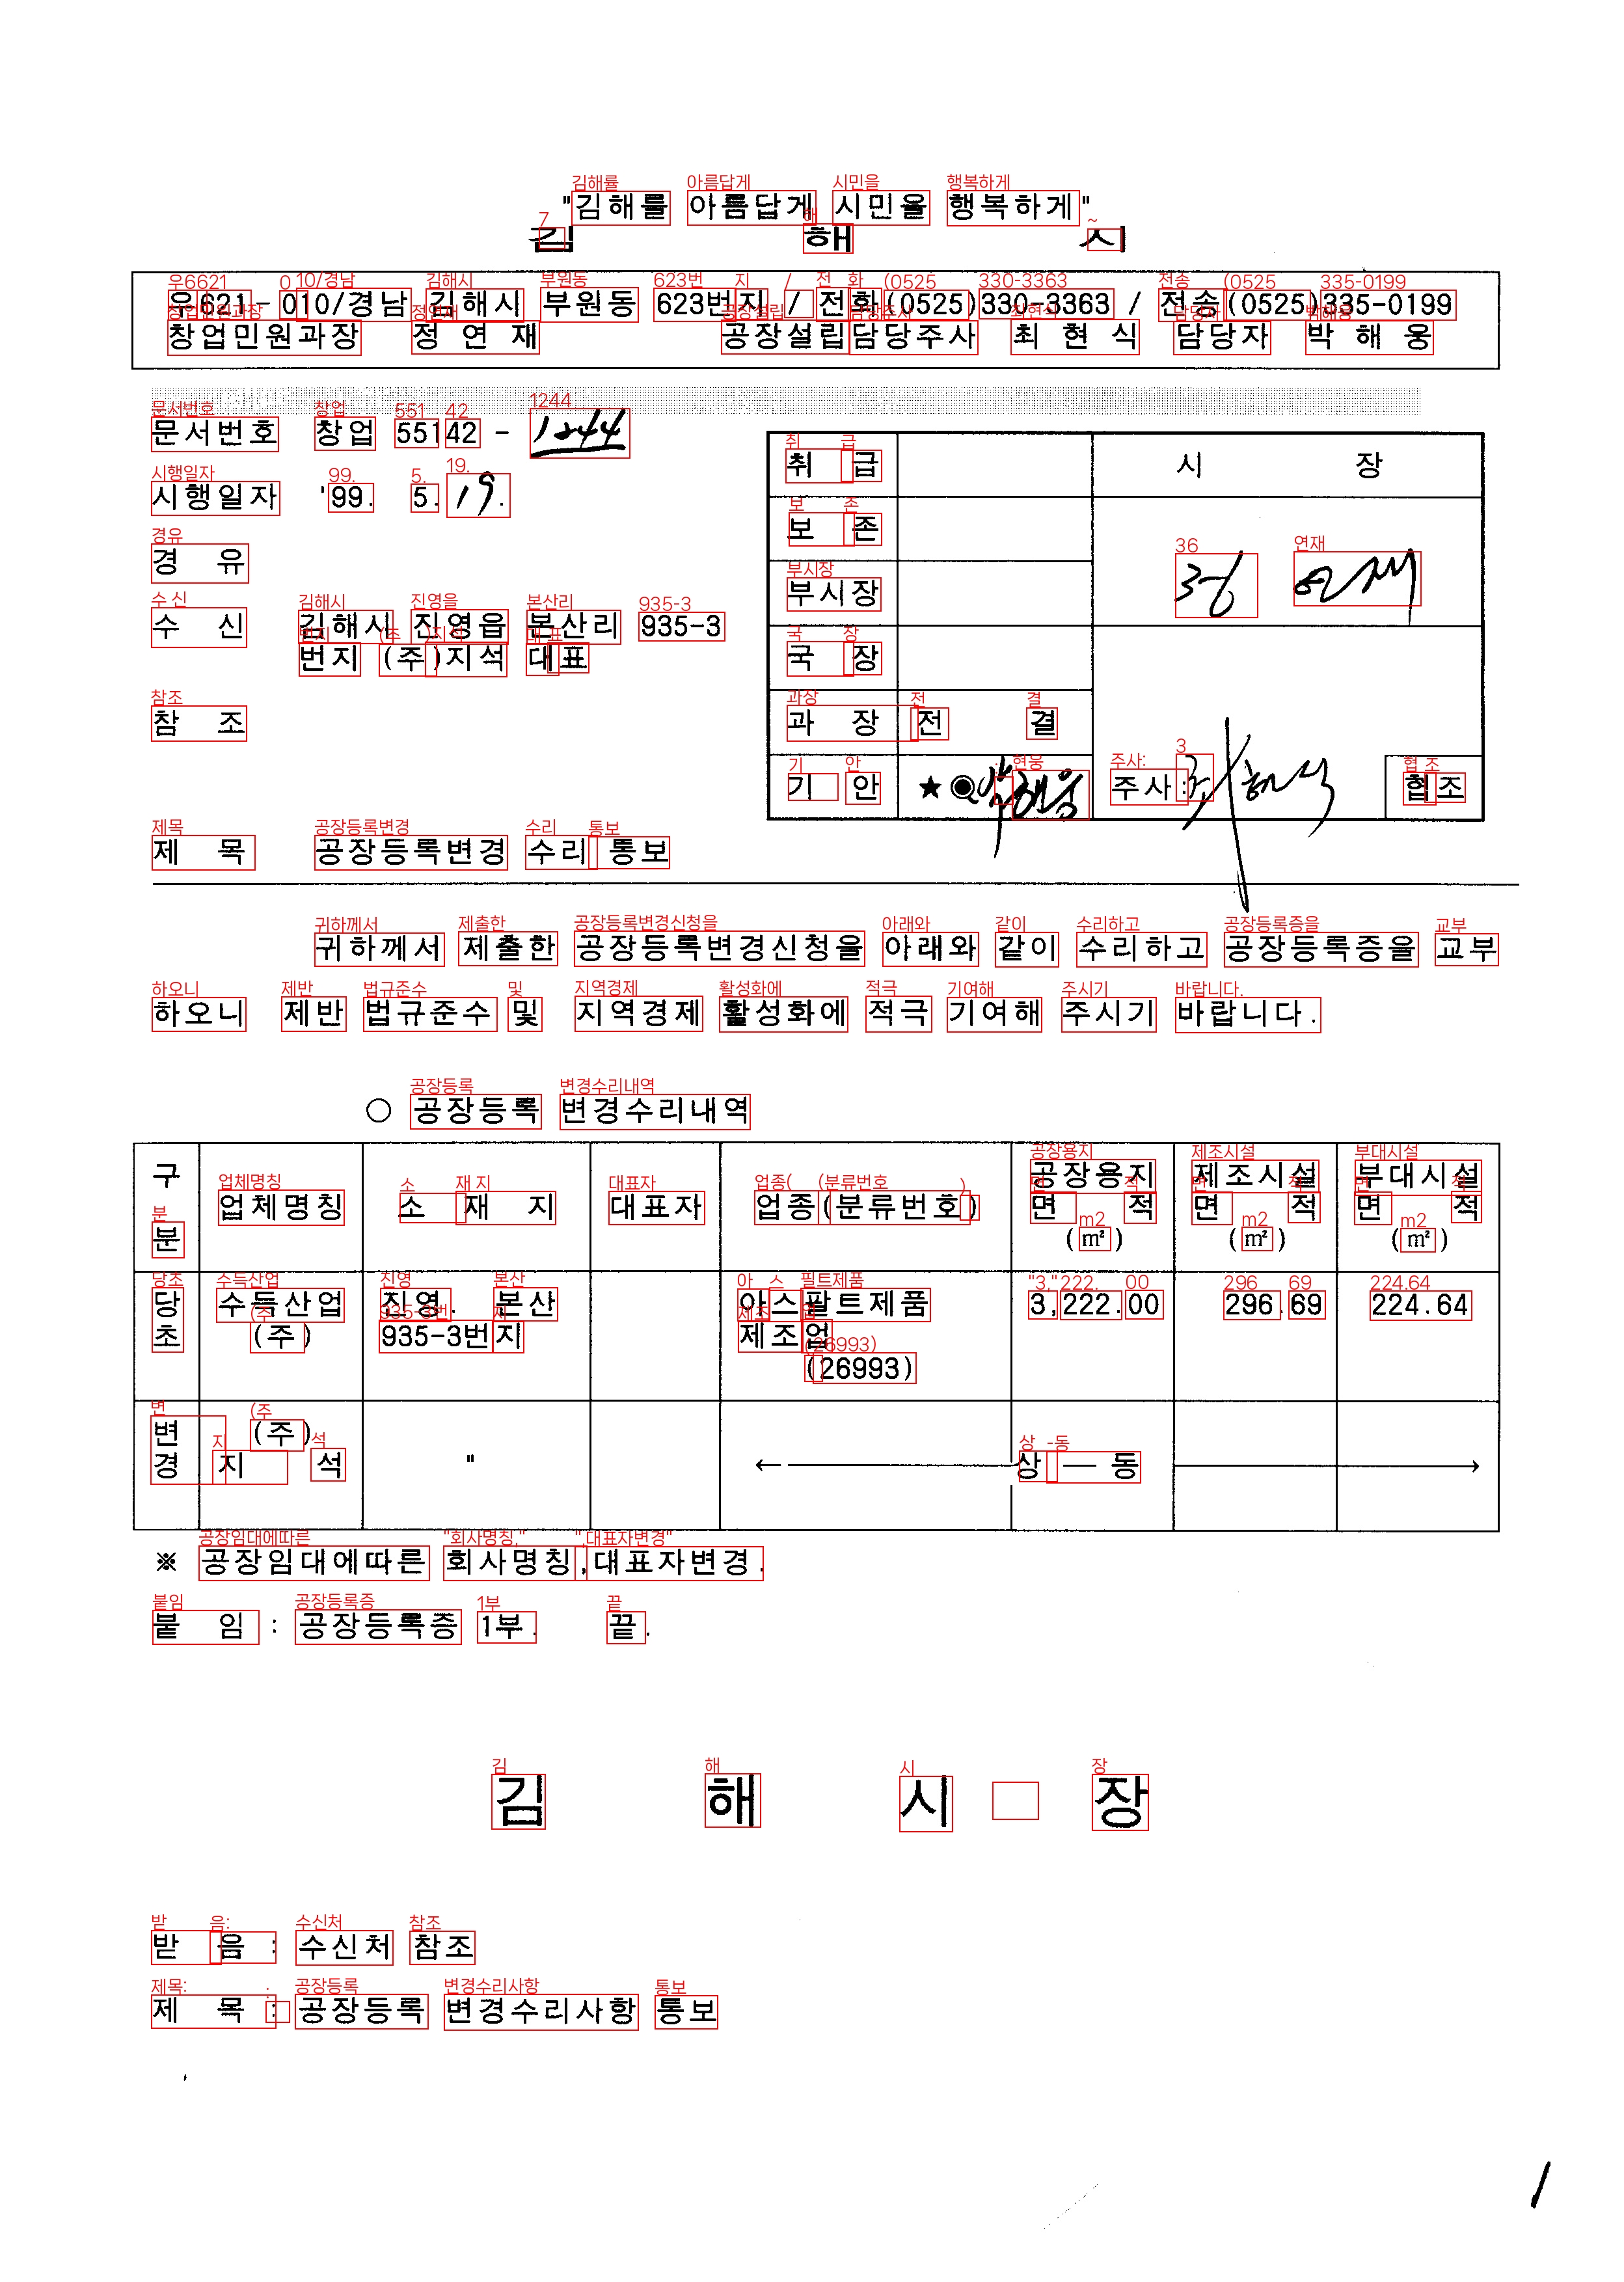 "김해를 아름답게 시민을 행복하게"
김 해 시
우621-010/경남 김해시 부원동 623번지 / 전화(0525)330-3363 / 전송(0525)335-0199
창업민원과장 정 연 재 공장설립담당주사 최 현 식 담당자 박 해 웅
문서번호 창업 55142 - 1244
시행일자 '99. 5. 19.
경 유
수 신 김해시 진영읍 본산리 935-3
번지 (주)지석 대표
참 조
취 급 시 장
보 존
부시장
국 장
과 장 전 결
기 안 ★ ◉ 주사: 협조
제 목 공장등록변경 수리 통보
귀하께서 제출한 공장등록변경신청을 아래와 같이 수리하고 공장등록증을 교부
하오니 제반 법규준수 및 지역경제 활성화에 적극 기여해 주시기 바랍니다.
○ 공장등록 변경수리내역
구분 업체명칭 소 재 지 대표자 업종(분류번호) 공장용지 면 적 (㎡) 제조시설 면 적 (㎡) 부대시설 면 적 (㎡)
당초 수득산업 (주) 진영. 본산 935-3번지 아스팔트제품 제조업 (26993) 3,222.00 296.69 224.64
변경 (주) 지 석 " ← 상 — 동 →
※ 공장임대에따른 회사명칭,대표자변경.
붙 임 : 공장등록증 1부. 끝.
김 해 시 장
받 음 : 수신처 참조
제 목 : 공장등록 변경수리사항 통보